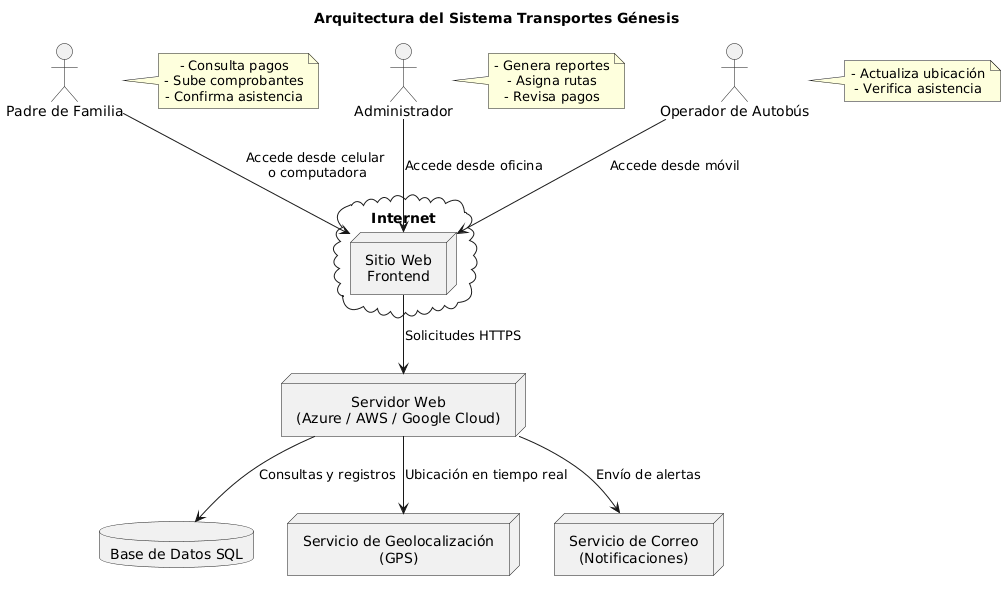 Arquitectura del Sistema Transportes Génesis
- Consulta pagos
- Sube comprobantes
- Confirma asistencia
Padre de Familia
- Genera reportes
- Asigna rutas
- Revisa pagos
Administrador
- Actualiza ubicación
- Verifica asistencia
Operador de Autobús
Accede desde celular
o computadora
Accede desde oficina
Accede desde móvil
Internet
Sitio Web
Frontend
Solicitudes HTTPS
Servidor Web
(Azure / AWS / Google Cloud)
Consultas y registros
Ubicación en tiempo real
Envío de alertas
Base de Datos SQL
Servicio de Geolocalización
(GPS)
Servicio de Correo
(Notificaciones)